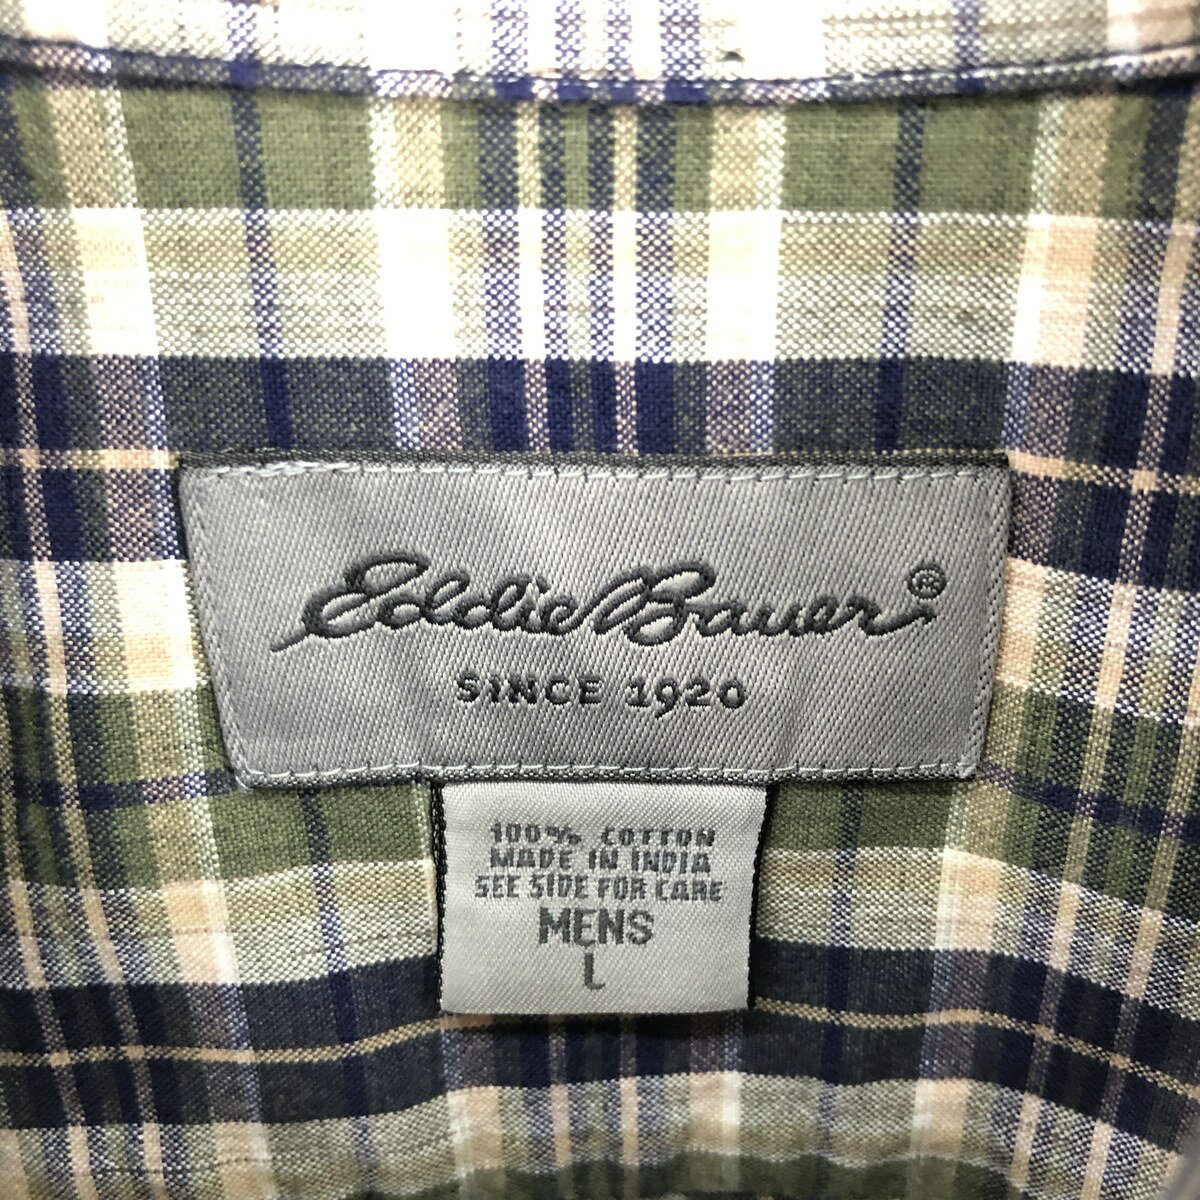 Eddie Bauer®
SINCE 1920
100% COTTON
MADE IN INDIA
SEE SIDE FOR CARE
MENS
L